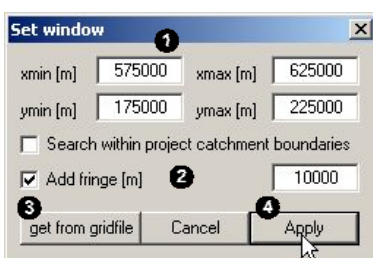 Set window
1
xmin [m] 575000 xmax [m] 625000
ymin [m] 175000 ymax [m] 225000
Search within project catchment boundaries
Add fringe [m] 2 10000
3 4
get from gridfile Cancel Apply